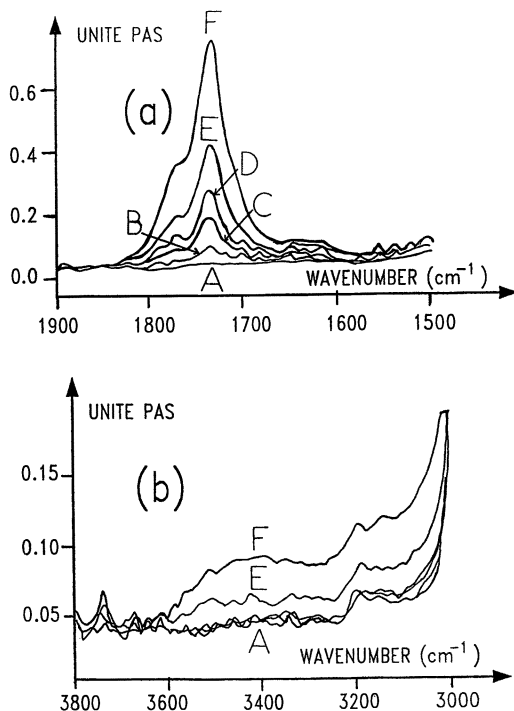 UNITE PAS
F
0.6
(a)
0.4
E
D
0.2
B
C
0.0
A
WAVENUMBER (cm⁻¹)
1900 1800 1700 1600 1500
UNITE PAS
0.15
(b)
0.10
F
E
0.05
A
WAVENUMBER (cm⁻¹)
3800 3600 3400 3200 3000